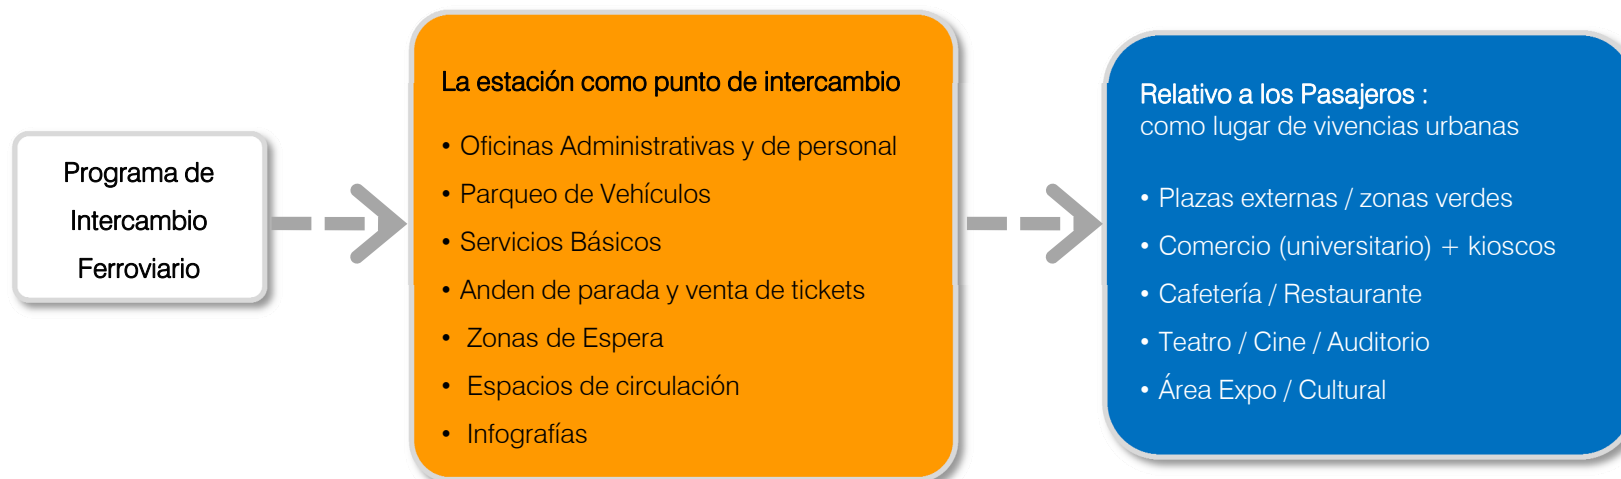 Programa de
Intercambio
Ferroviario
La estación como punto de intercambio
• Oficinas Administrativas y de personal
• Parqueo de Vehículos
• Servicios Básicos
• Anden de parada y venta de tickets
• Zonas de Espera
• Espacios de circulación
• Infografías
Relativo a los Pasajeros :
como lugar de vivencias urbanas
• Plazas externas / zonas verdes
• Comercio (universitario) + kioscos
• Cafetería / Restaurante
• Teatro / Cine / Auditorio
• Área Expo / Cultural